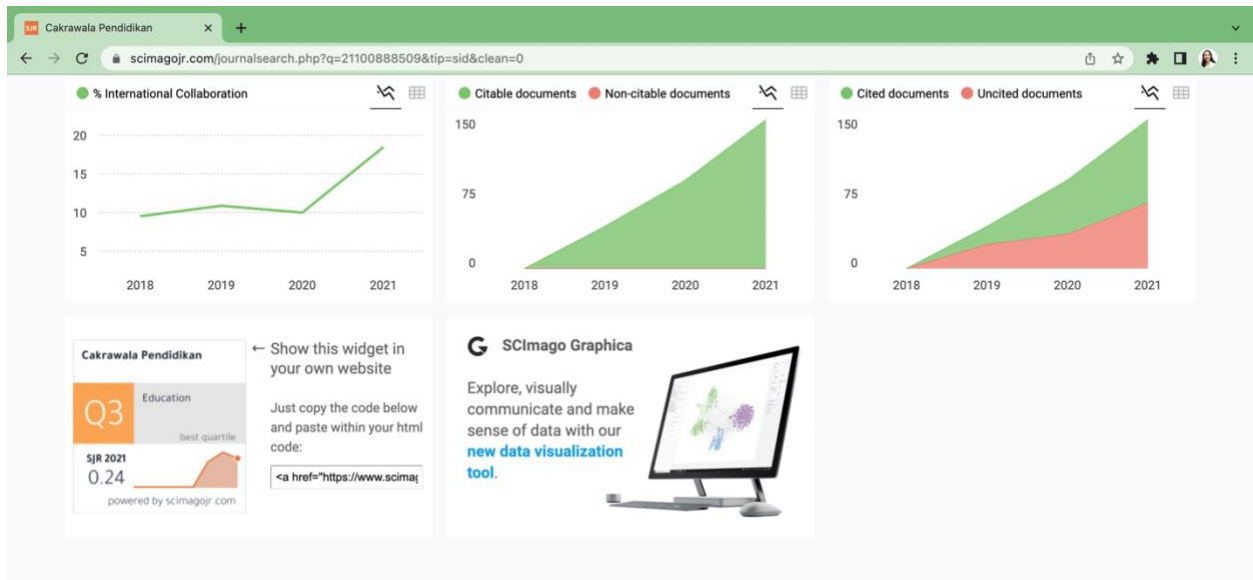 SJR Cakrawala Pendidikan
scimagojr.com/journalsearch.php?q=21100888509&tip=sid&clean=0
% International Collaboration
20
15
10
5
2018 2019 2020 2021
Citable documents Non-citable documents
150
75
0
2018 2019 2020 2021
Cited documents Uncited documents
150
75
0
2018 2019 2020 2021
Cakrawala Pendidikan
Q3
Education
best quartile
SJR 2021
0.24
powered by scimagojr.com
← Show this widget in
your own website
Just copy the code below
and paste within your html
code:
<a href="https://www.scimag
SCImago Graphica
Explore, visually
communicate and make
sense of data with our
new data visualization
tool.